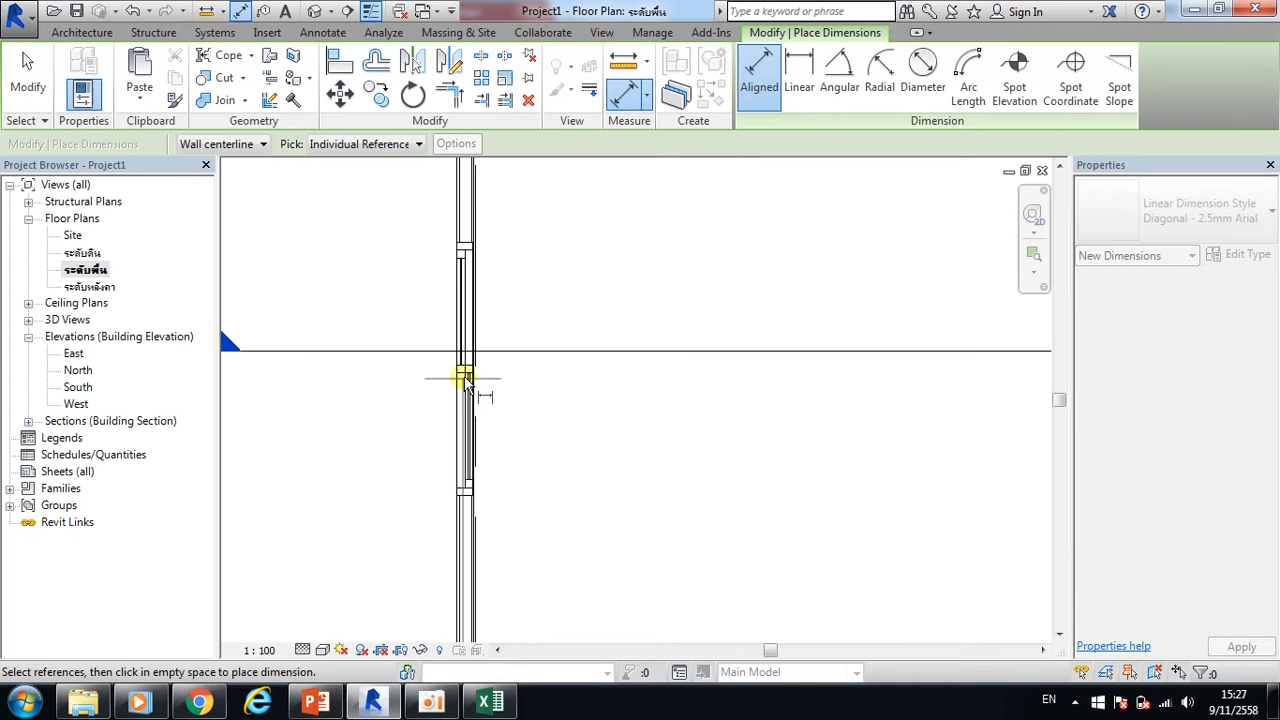 Project1 - Floor Plan: ระดับพื้น
Type a keyword or phrase
Sign In
Architecture Structure Systems Insert Annotate Analyze Massing & Site Collaborate View Manage Add-Ins Modify | Place Dimensions
Modify
Paste
Cope
Cut
Join
Aligned Linear Angular Radial Diameter Arc Length Spot Elevation Spot Coordinate Spot Slope
Select Properties Clipboard Geometry Modify View Measure Create Dimension
Modify | Place Dimensions Wall centerline Pick: Individual Reference Options
Project Browser - Project1
Views (all)
Structural Plans
Floor Plans
Site
ระดับดิน
ระดับพื้น
ระดับหลังคา
Ceiling Plans
3D Views
Elevations (Building Elevation)
East
North
South
West
Sections (Building Section)
Legends
Schedules/Quantities
Sheets (all)
Families
Groups
Revit Links
2D
Properties
Linear Dimension Style
Diagonal - 2.5mm Arial
New Dimensions Edit Type
Properties help Apply
1 : 100
Select references, then click in empty space to place dimension.
:0
Main Model
:0
EN
15:27
9/11/2558